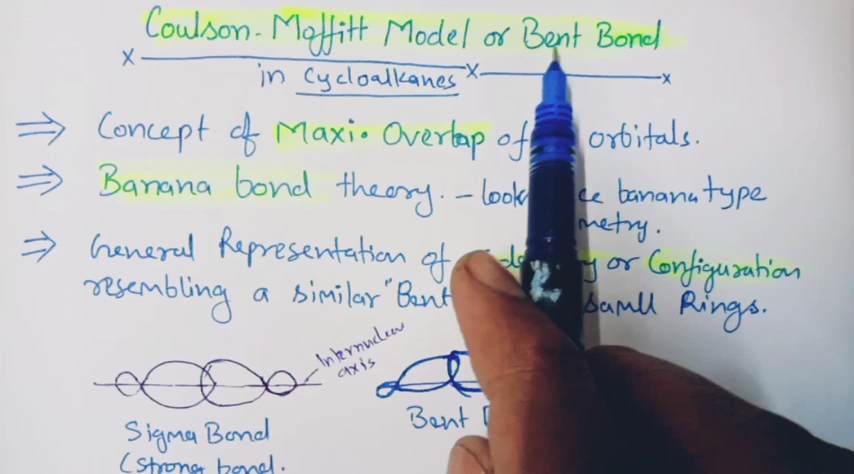 Coulson-Moffitt Model or Bent Bond
in Cycloalkanes
⇒ Concept of Maxi. Overlap of orbitals.
⇒ Banana bond theory. - look banana type
metry.
⇒ General Representation of or Configuration
resembling a similar "Bent samll Rings.
Internuclear
axis
Sigma Bond
Bent
(strong bond.